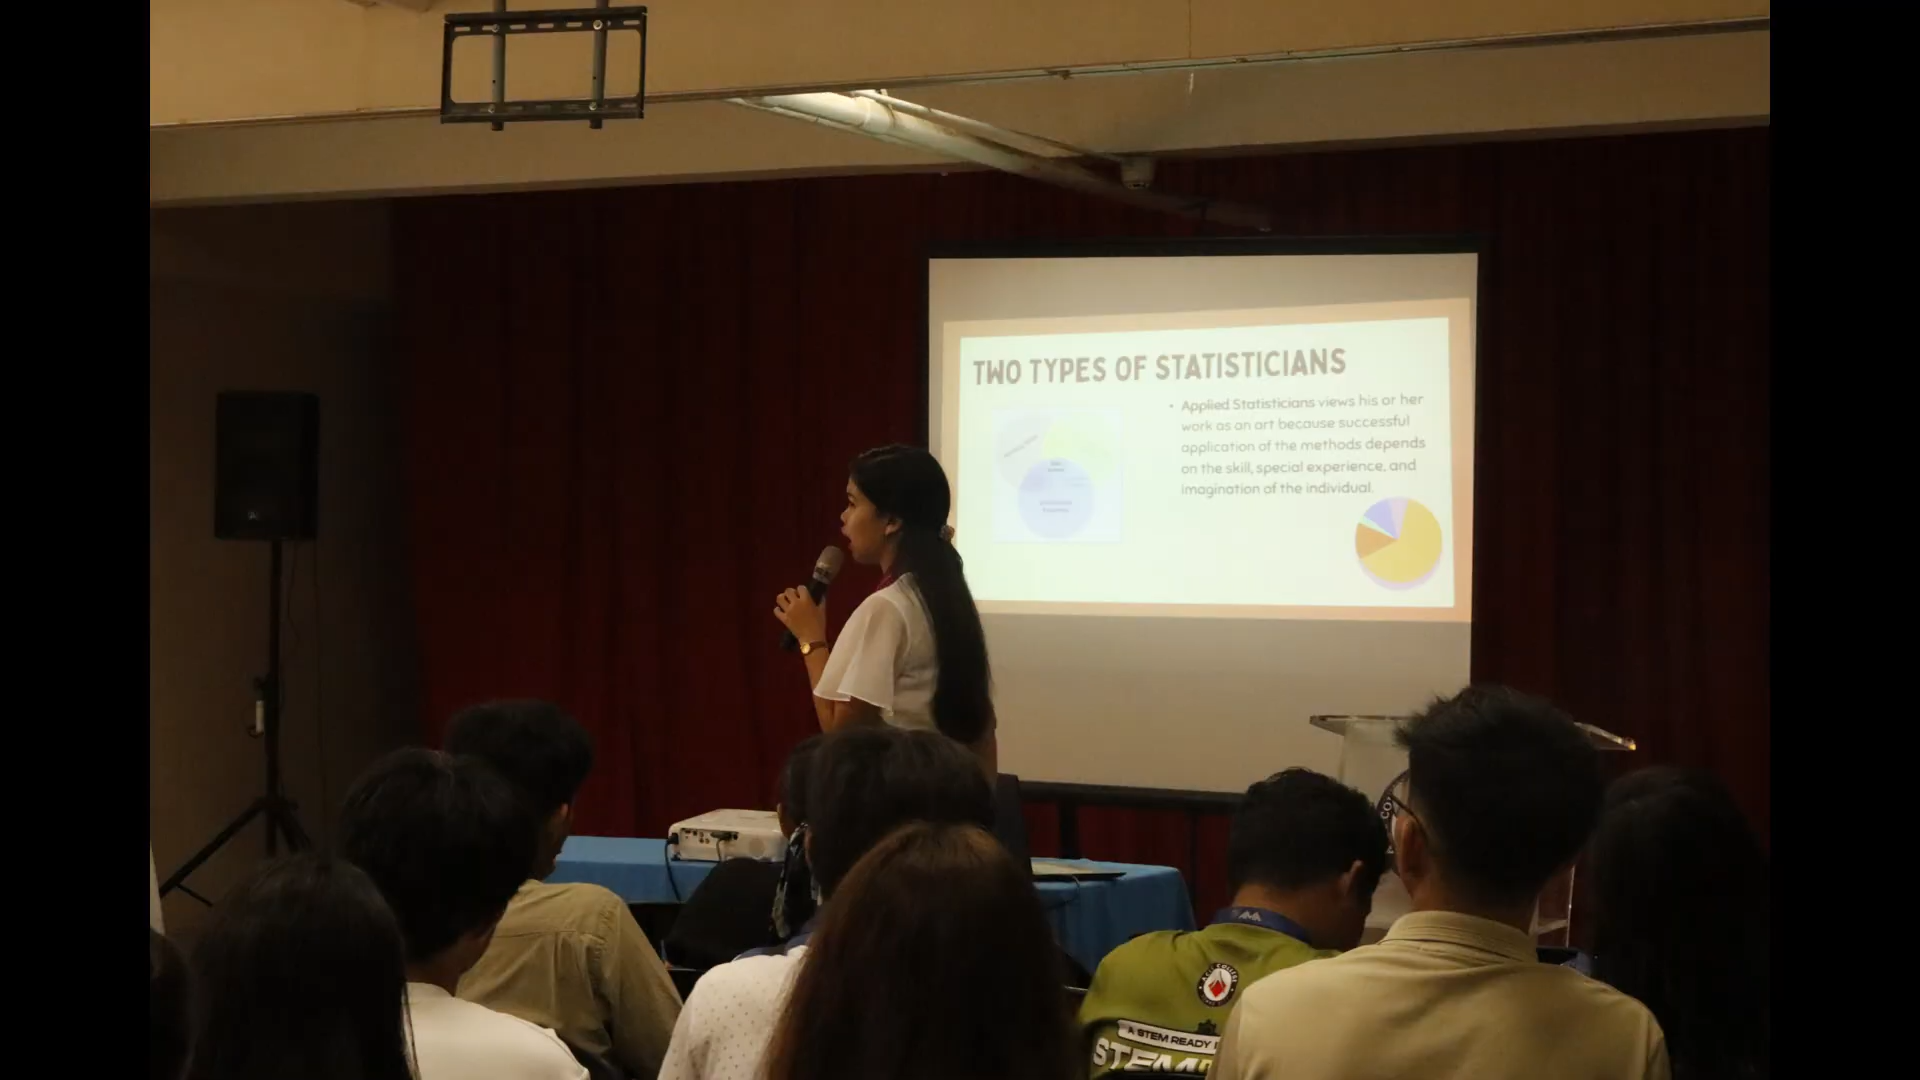 TWO TYPES OF STATISTICIANS
• Applied Statisticians views his or her
work as an art because successful
application of the methods depends
on the skill, special experience, and
imagination of the individual.
A STEM READY
STEM